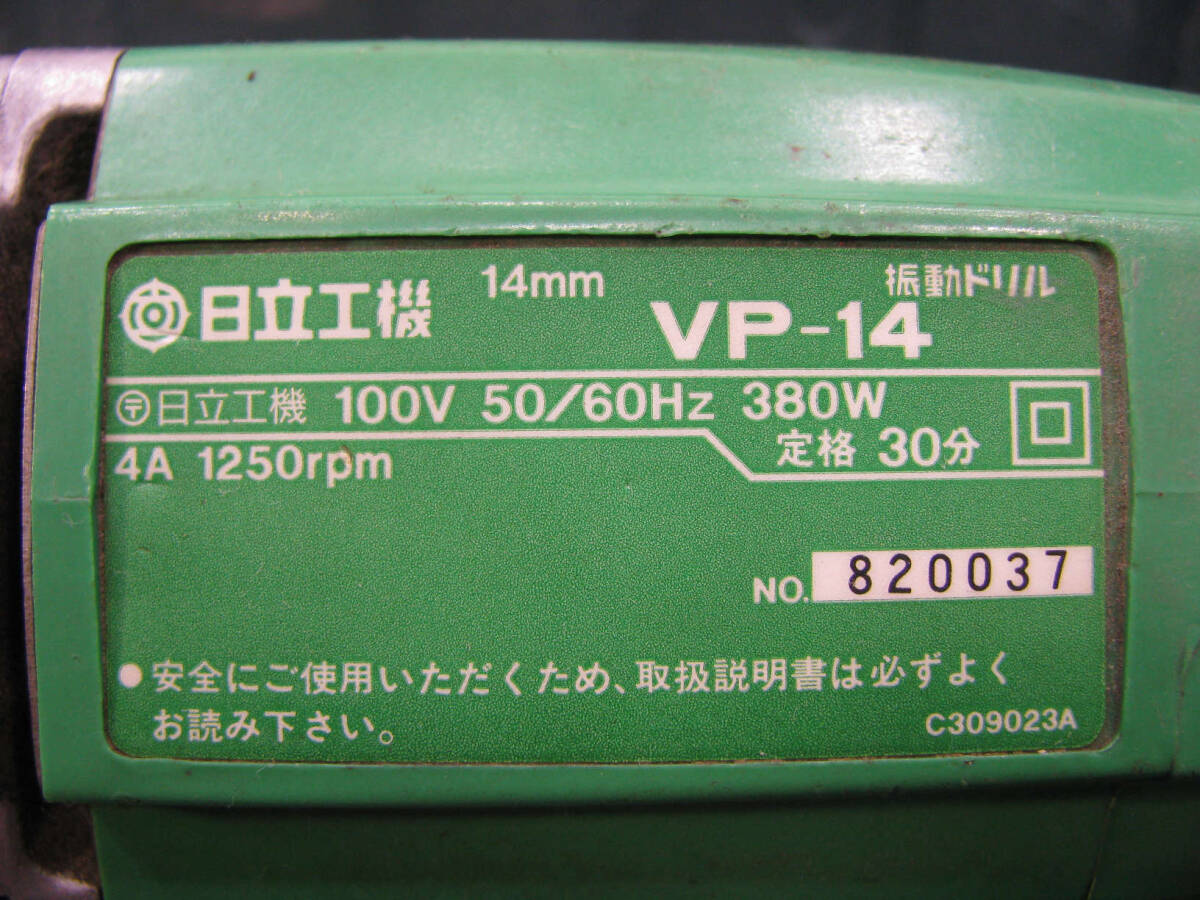 日立工機 14mm 振動ドリル
VP-14
〒日立工機 100V 50/60Hz 380W
定格 30分
4A 1250rpm
NO. 820037
●安全にご使用いただくため、取扱説明書は必ずよく
お読み下さい。
C309023A